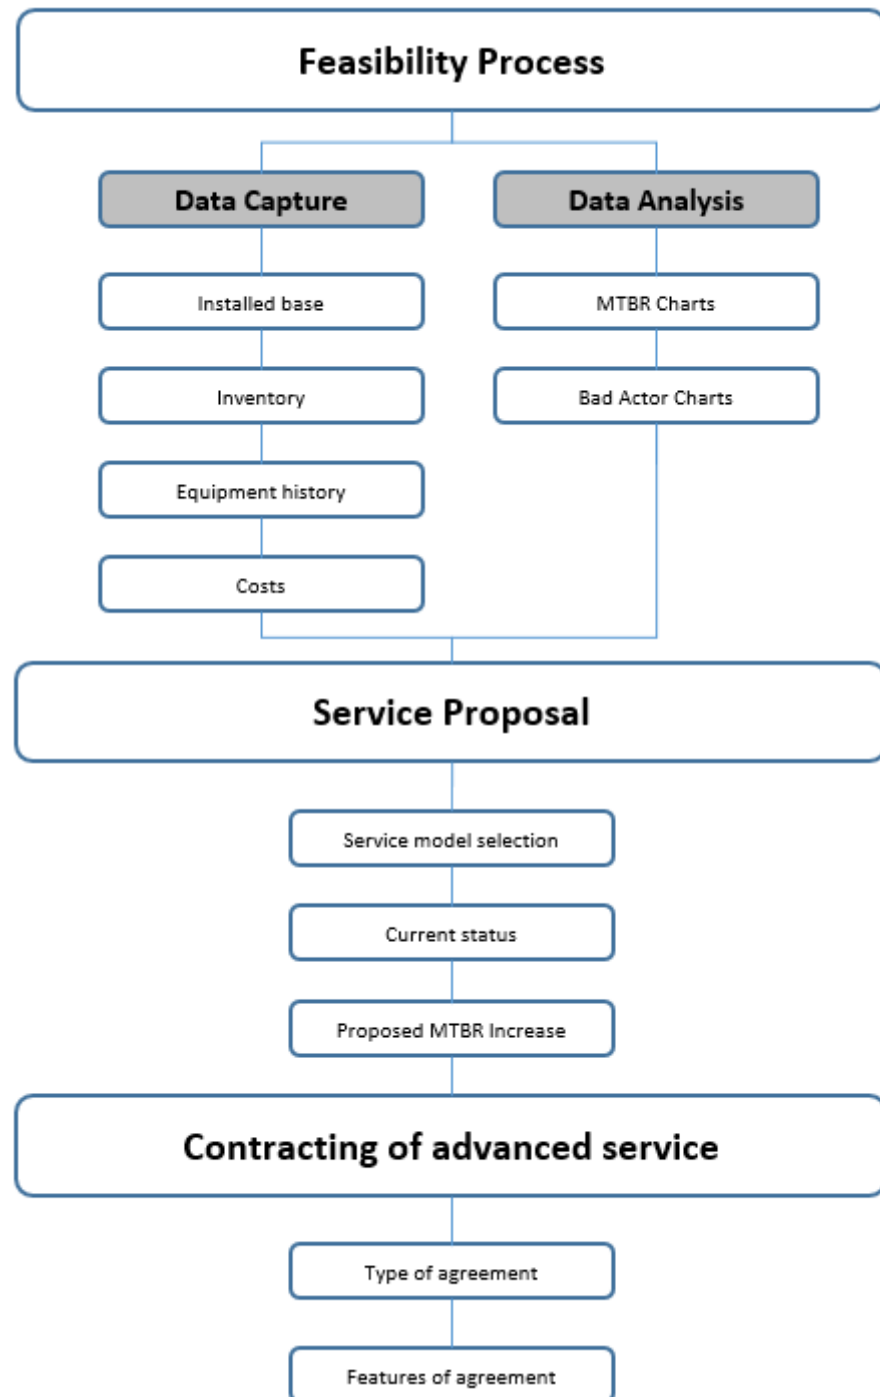 Feasibility Process
Data Capture
Data Analysis
Installed base
MTBR Charts
Inventory
Bad Actor Charts
Equipment history
Costs
Service Proposal
Service model selection
Current status
Proposed MTBR Increase
Contracting of advanced service
Type of agreement
Features of agreement